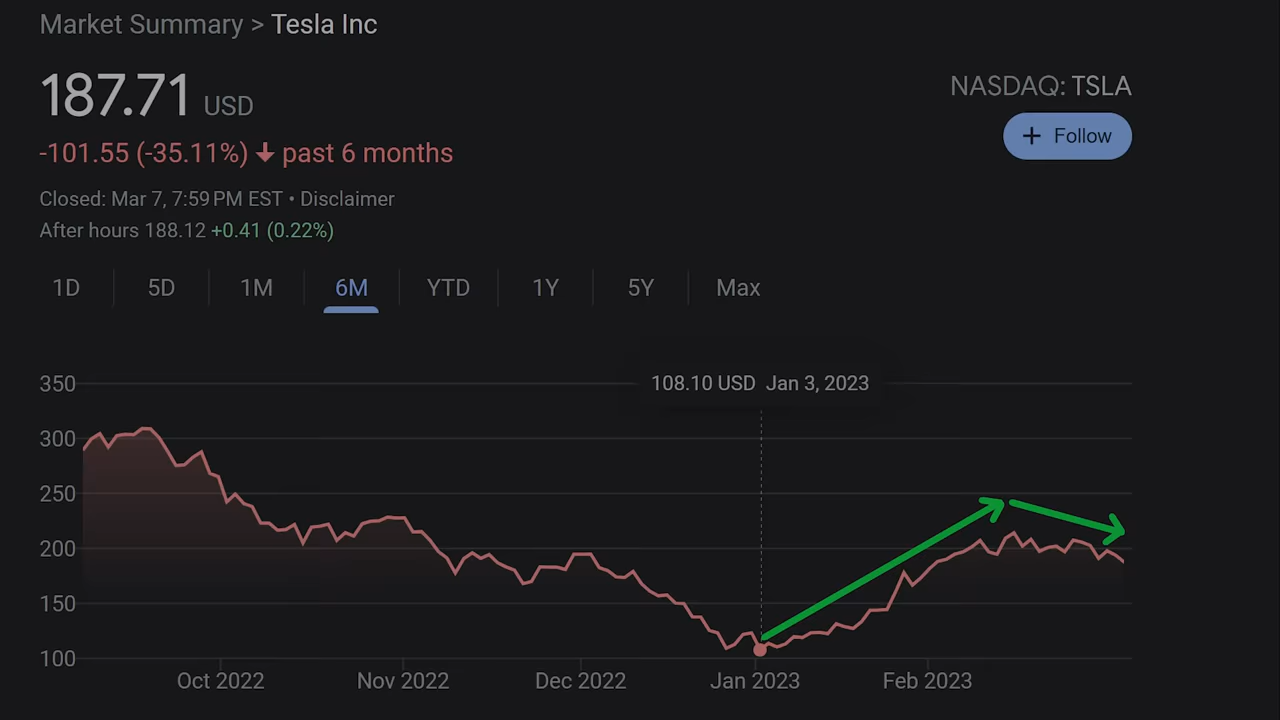 Market Summary > Tesla Inc
187.71 USD
NASDAQ: TSLA
+ Follow
-101.55 (-35.11%) ↓ past 6 months
Closed: Mar 7, 7:59 PM EST • Disclaimer
After hours 188.12 +0.41 (0.22%)
1D 5D 1M 6M YTD 1Y 5Y Max
108.10 USD Jan 3, 2023
350
300
250
200
150
100
Oct 2022 Nov 2022 Dec 2022 Jan 2023 Feb 2023